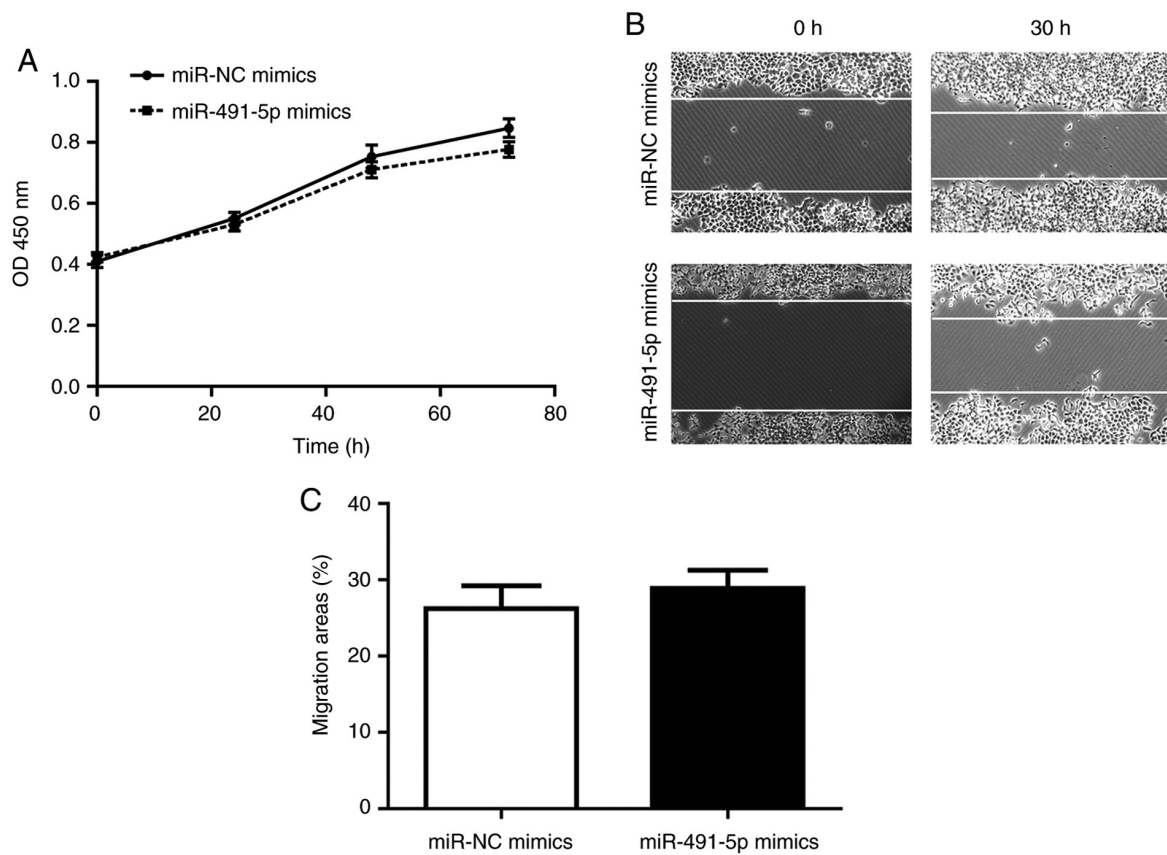 A
miR-NC mimics
miR-491-5p mimics
1.0
0.8
0.6
0.4
0.2
0.0
OD 450 nm
0
20
40
60
80
Time (h)
B
0 h
30 h
miR-NC mimics
miR-491-5p mimics
C
40
30
20
10
0
Migration areas (%)
miR-NC mimics
miR-491-5p mimics